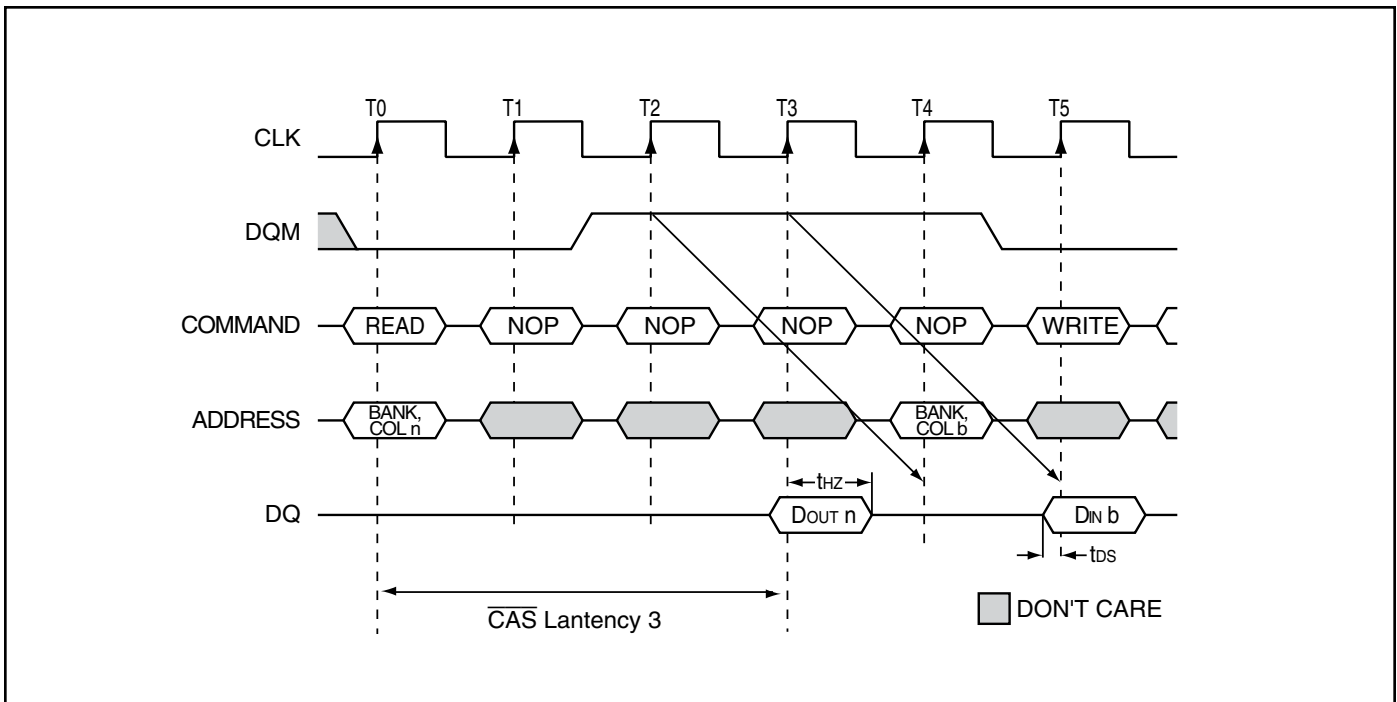 T0 T1 T2 T3 T4 T5
CLK
DQM
COMMAND READ NOP NOP NOP NOP WRITE
ADDRESS BANK, COL n BANK, COL b
tHZ
DQ DOUT n DIN b
tDS
CAS Lantency 3
DON'T CARE